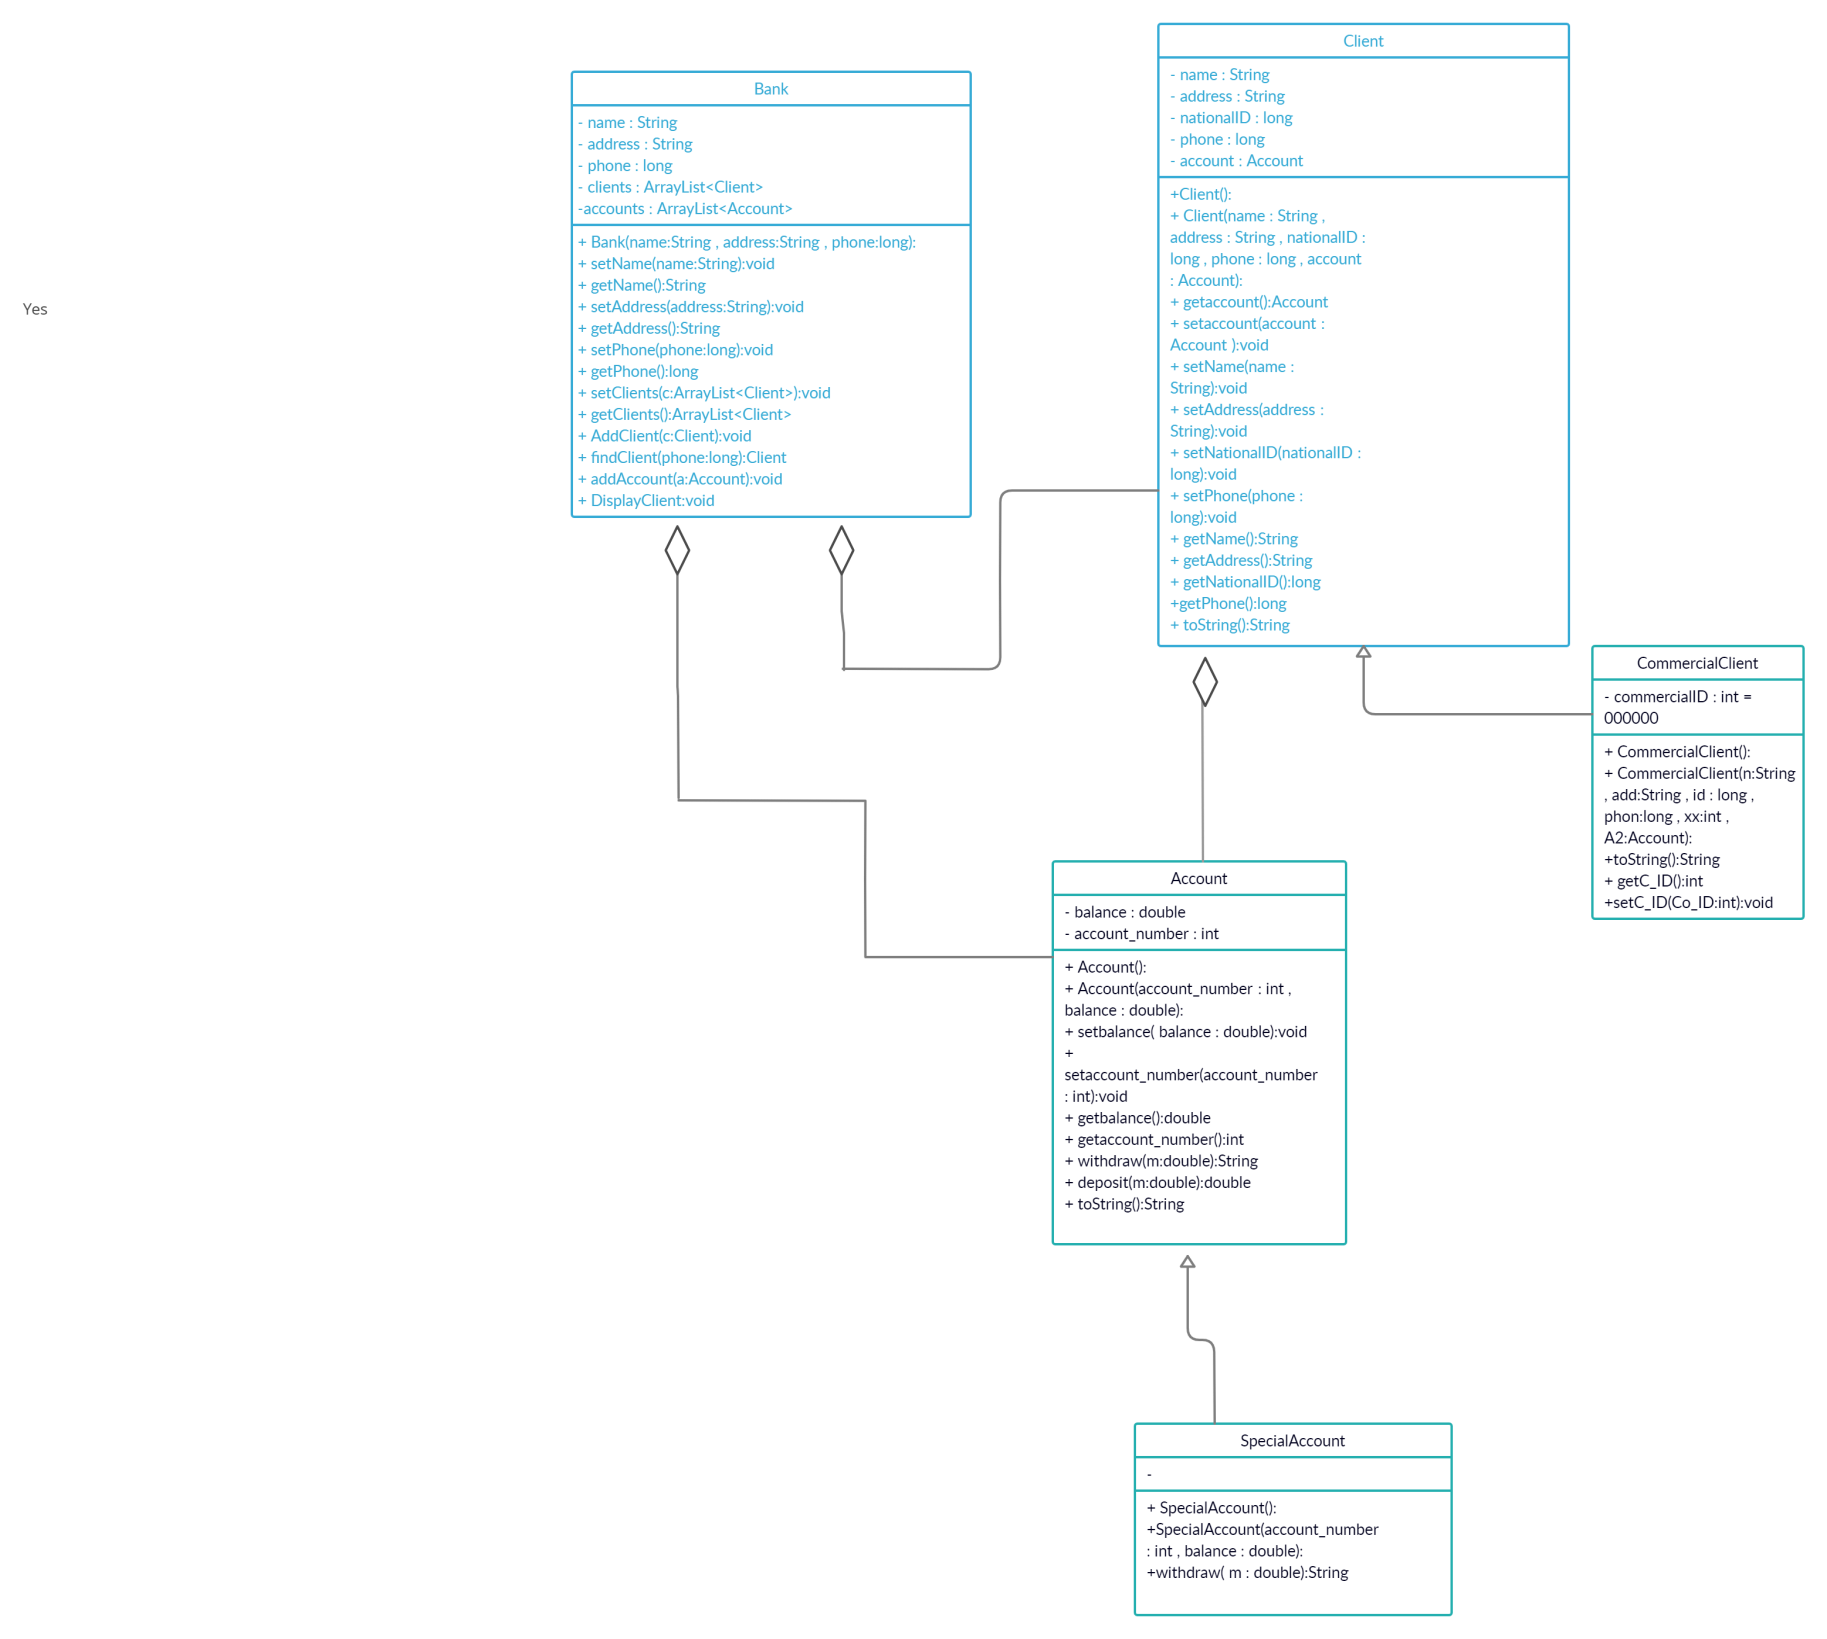 Yes
Bank
- name : String
- address : String
- phone : long
- clients : ArrayList<Client>
-accounts : ArrayList<Account>
+ Bank(name:String , address:String , phone:long):
+ setName(name:String):void
+ getName():String
+ setAddress(address:String):void
+ getAddress():String
+ setPhone(phone:long):void
+ getPhone():long
+ setClients(c:ArrayList<Client>):void
+ getClients():ArrayList<Client>
+ AddClient(c:Client):void
+ findClient(phone:long):Client
+ addAccount(a:Account):void
+ DisplayClient:void
Client
- name : String
- address : String
- nationalID : long
- phone : long
- account : Account
+Client():
+ Client(name : String ,
address : String , nationalID :
long , phone : long , account
: Account):
+ getaccount():Account
+ setaccount(account :
Account ):void
+ setName(name :
String):void
+ setAddress(address :
String):void
+ setNationalID(nationalID :
long):void
+ setPhone(phone :
long):void
+ getName():String
+ getAddress():String
+ getNationalID():long
+getPhone():long
+ toString():String
CommercialClient
- commercialID : int =
000000
+ CommercialClient():
+ CommercialClient(n:String
, add:String , id : long ,
phon:long , xx:int ,
A2:Account):
+toString():String
+ getC_ID():int
+setC_ID(Co_ID:int):void
Account
- balance : double
- account_number : int
+ Account():
+ Account(account_number : int ,
balance : double):
+ setbalance( balance : double):void
+
setaccount_number(account_number
: int):void
+ getbalance():double
+ getaccount_number():int
+ withdraw(m:double):String
+ deposit(m:double):double
+ toString():String
SpecialAccount
-
+ SpecialAccount():
+SpecialAccount(account_number
: int , balance : double):
+withdraw( m : double):String